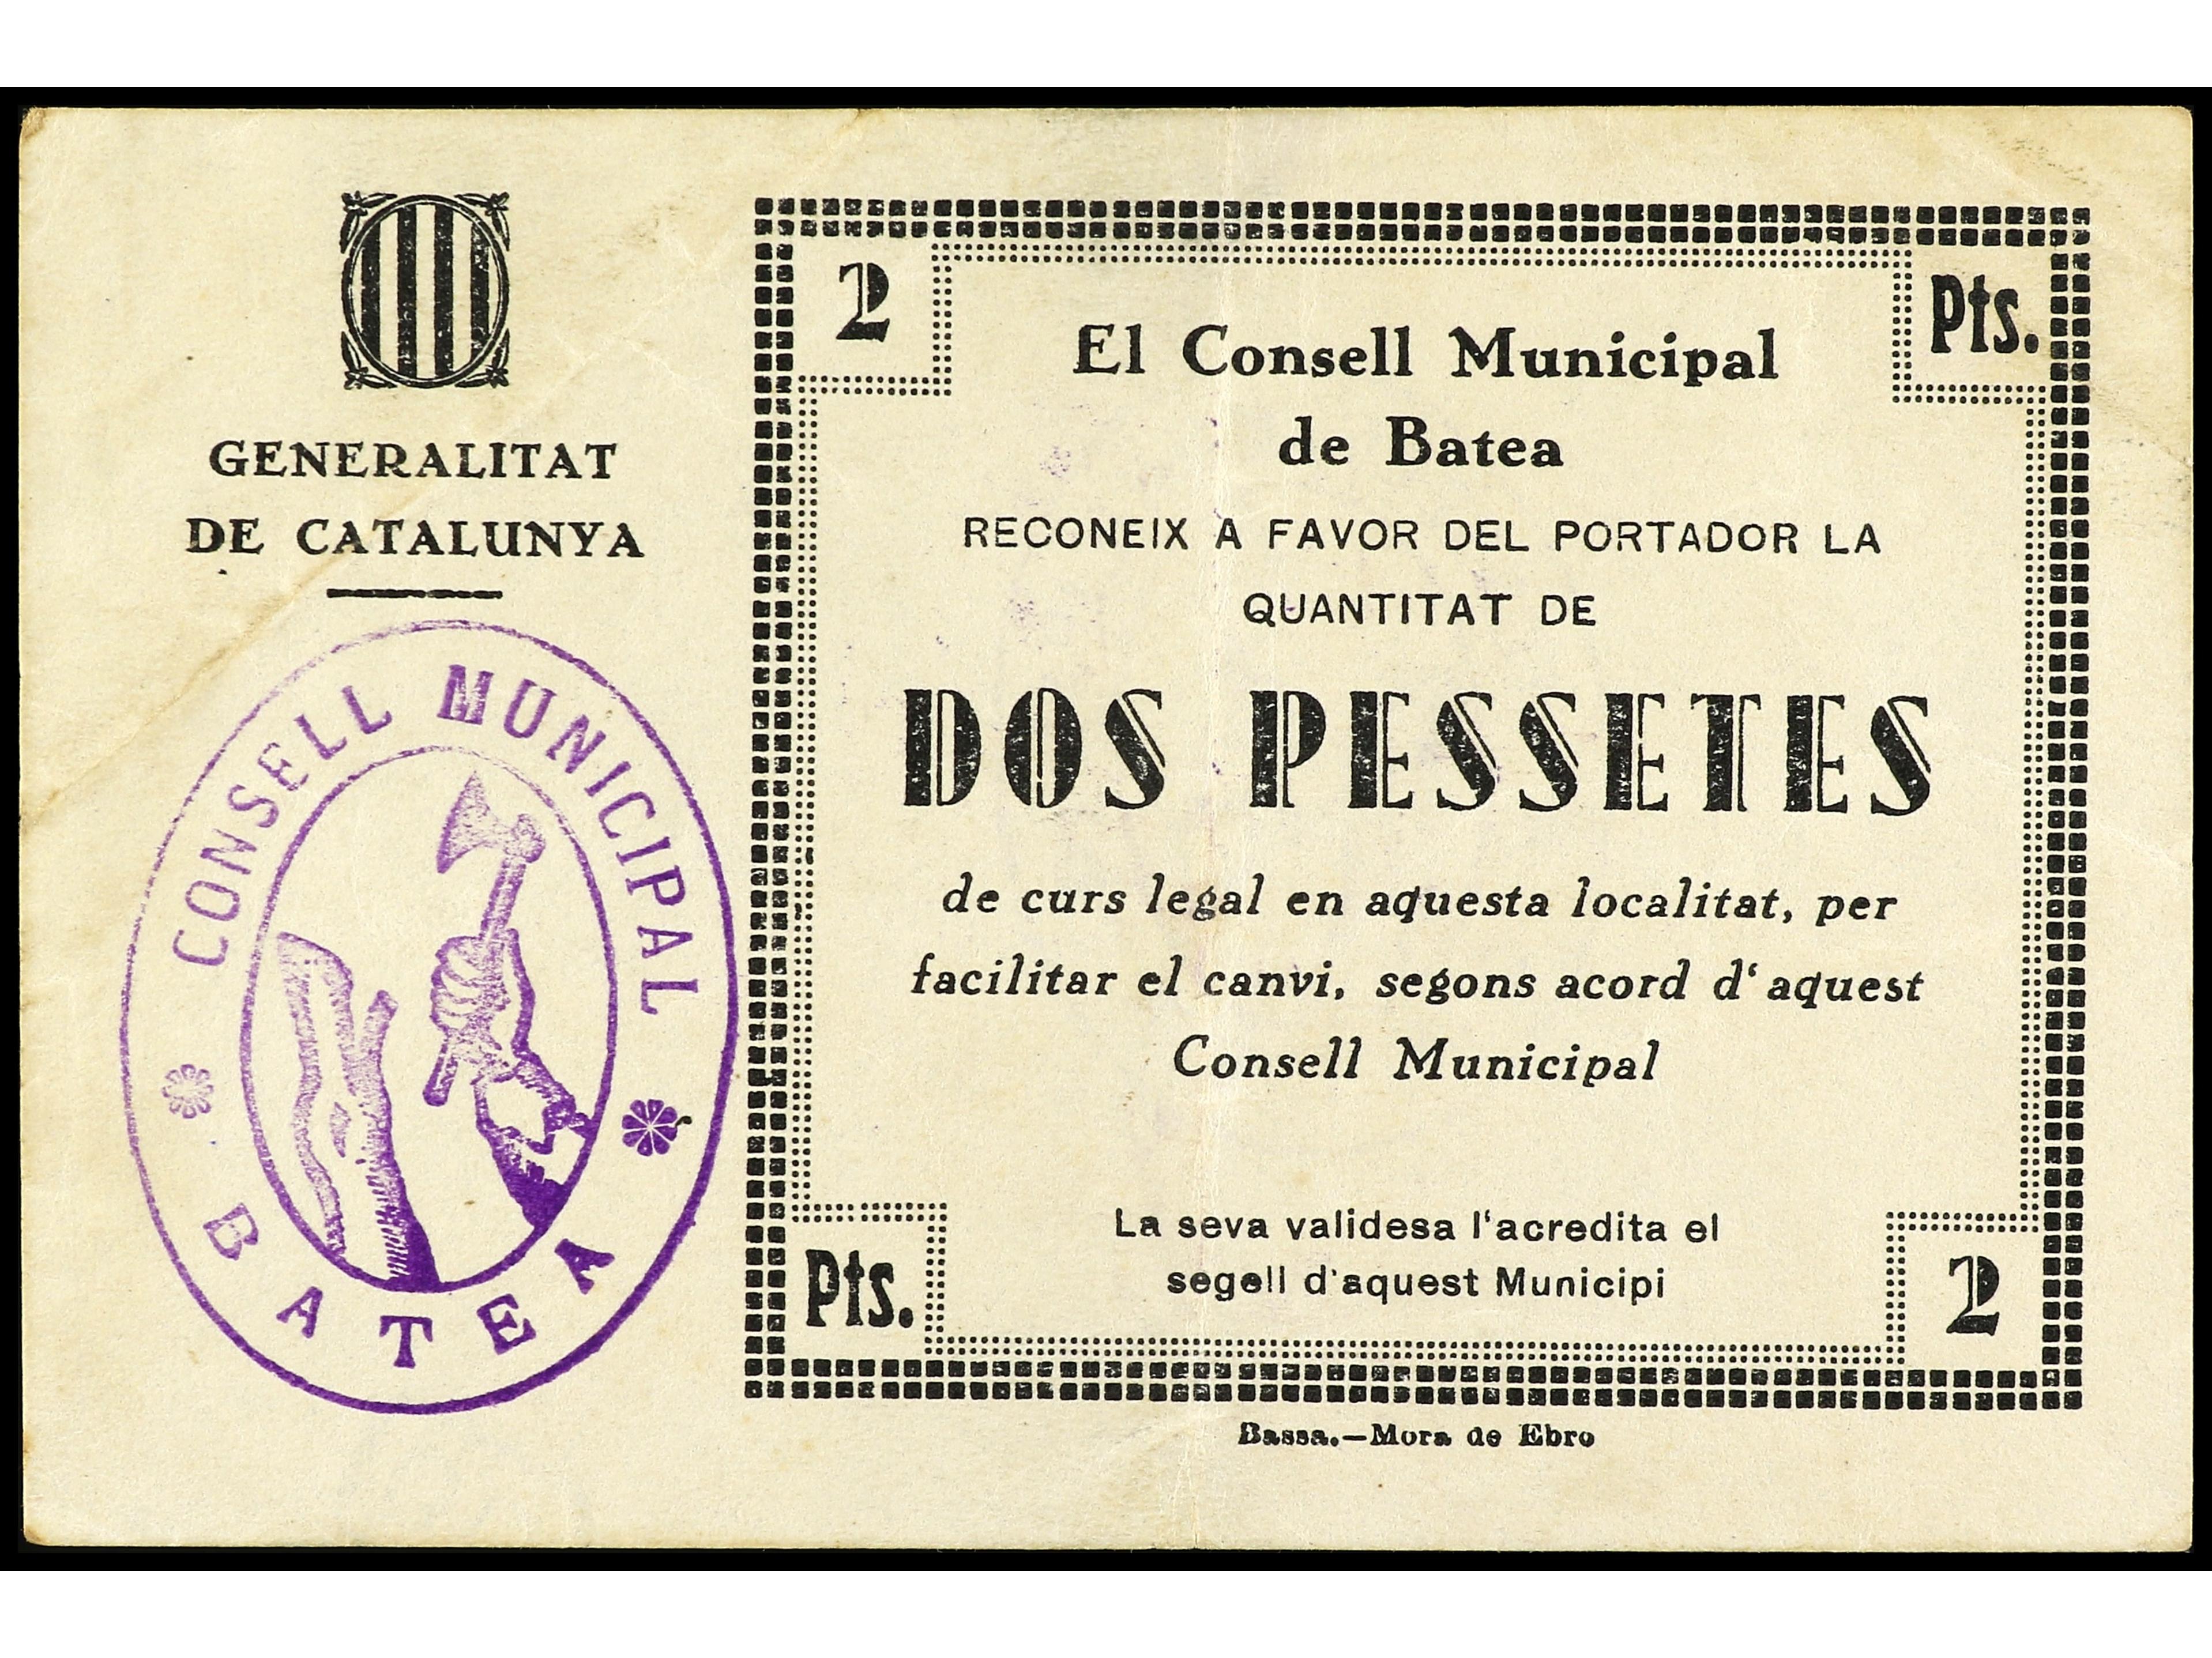 GENERALITAT
DE CATALUNYA
CONSELL MUNICIPAL
BATEA
2
Pts.
El Consell Municipal
de Batea
RECONEIX A FAVOR DEL PORTADOR LA
QUANTITAT DE
DOS PESSETES
de curs legal en aquesta localitat, per
facilitar el canvi, segons acord d‘aquest
Consell Municipal
La seva validesa l‘acredita el
segell d'aquest Municipi
Pts.
2
Bassa.—Mora de Ebro